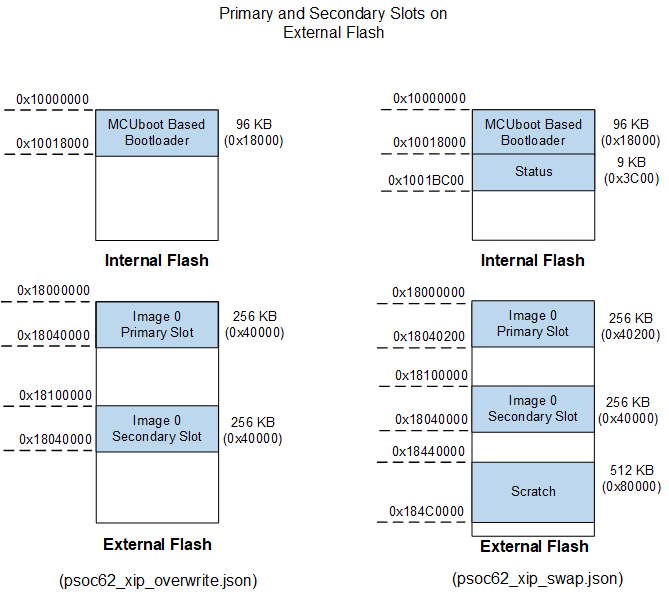 Primary and Secondary Slots on
External Flash
0x10000000
MCUboot Based
Bootloader
96 KB
(0x18000)
0x10018000
Internal Flash
0x18000000
Image 0
Primary Slot
256 KB
(0x40000)
0x18040000
0x18100000
Image 0
Secondary Slot
256 KB
(0x40000)
0x18040000
External Flash
(psoc62_xip_overwrite.json)
0x10000000
MCUboot Based
Bootloader
96 KB
(0x18000)
0x10018000
Status
9 KB
(0x3C00)
0x1001BC00
Internal Flash
0x18000000
Image 0
Primary Slot
256 KB
(0x40200)
0x18040200
0x18100000
Image 0
Secondary Slot
256 KB
(0x40000)
0x18040000
0x18440000
Scratch
512 KB
(0x80000)
0x184C0000
External Flash
(psoc62_xip_swap.json)